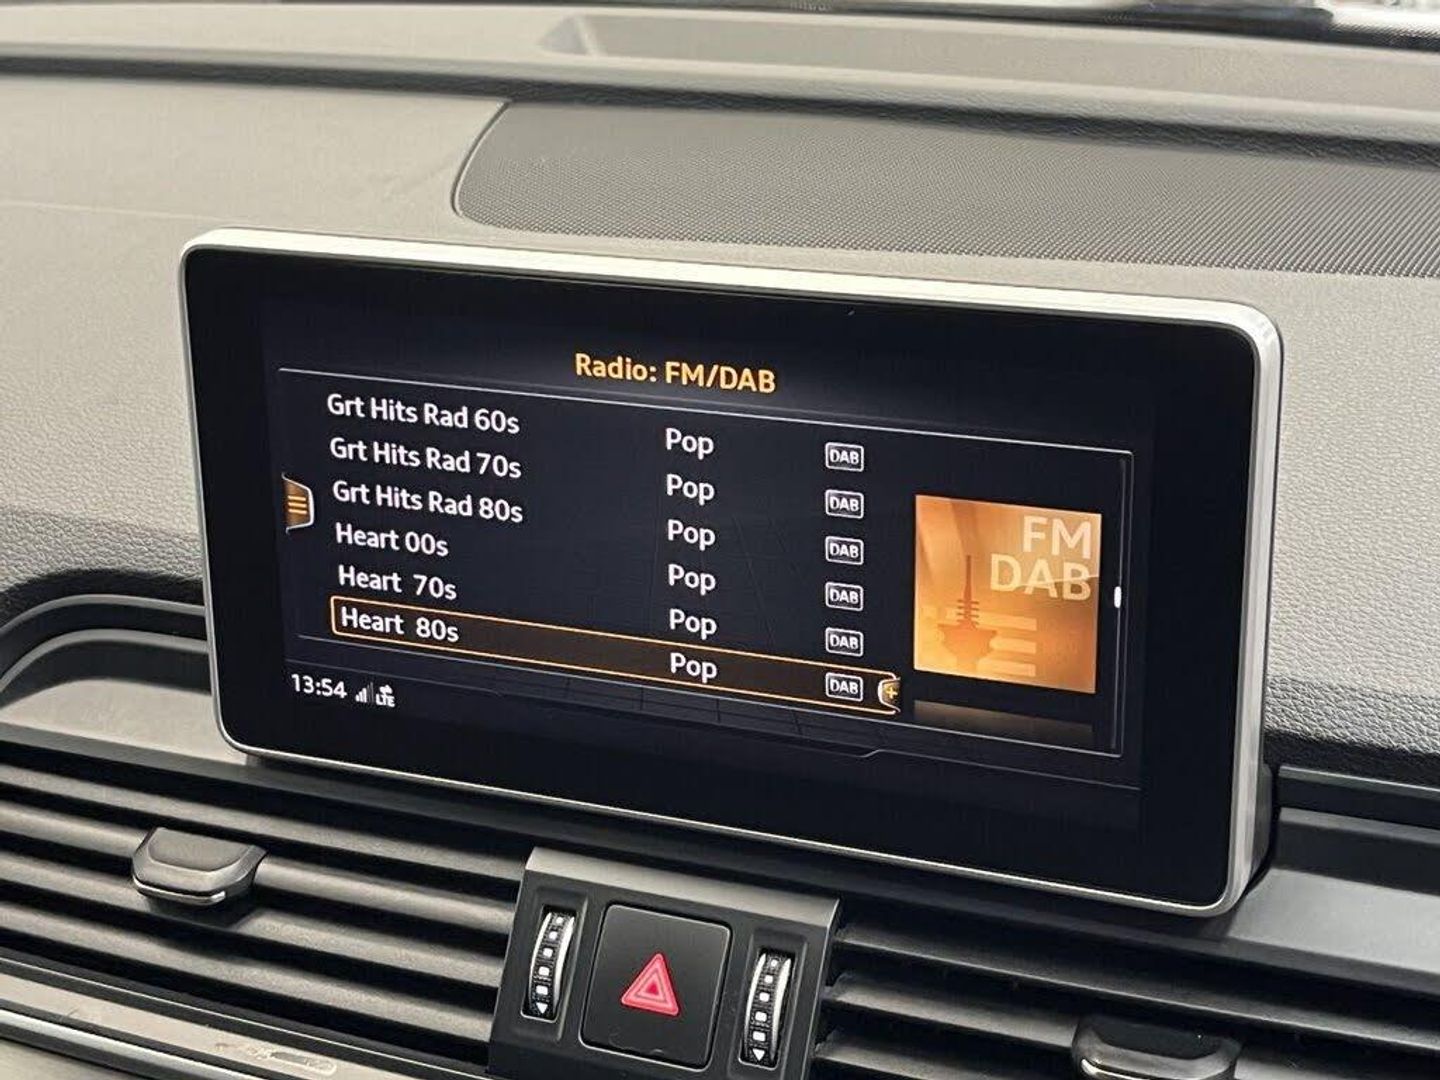 Radio: FM/DAB
Grt Hits Rad 60s Pop DAB
Grt Hits Rad 70s Pop DAB
Grt Hits Rad 80s Pop DAB
Heart 00s Pop DAB
Heart 70s Pop DAB
Heart 80s Pop DAB
FM
DAB
13:54 LTE